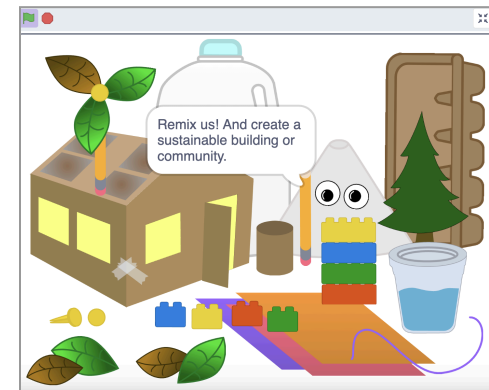 Remix us! And create a
sustainable building or
community.